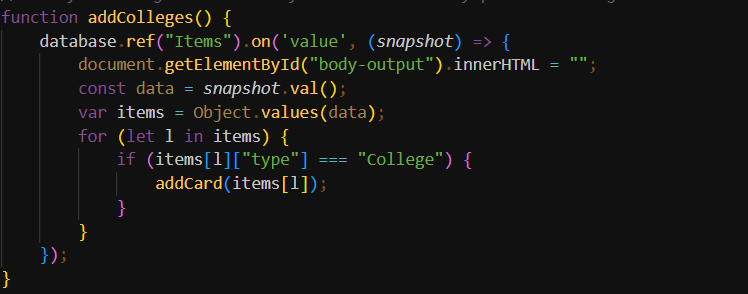 function addColleges() {
    database.ref("Items").on('value', (snapshot) => {
        document.getElementById("body-output").innerHTML = "";
        const data = snapshot.val();
        var items = Object.values(data);
        for (let l in items) {
            if (items[l]["type"] === "College") {
                addCard(items[l]);
            }
        }
    });
}